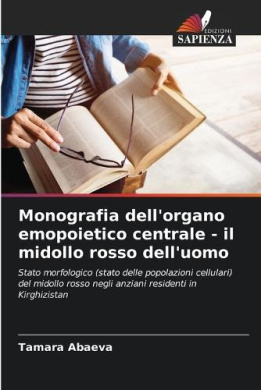 EDIZIONI
SAPIENZA
Monografia dell'organo
emopoietico centrale - il
midollo rosso dell'uomo
Stato morfologico (stato delle popolazioni cellulari)
del midollo rosso negli anziani residenti in
Kirghizistan
Tamara Abaeva